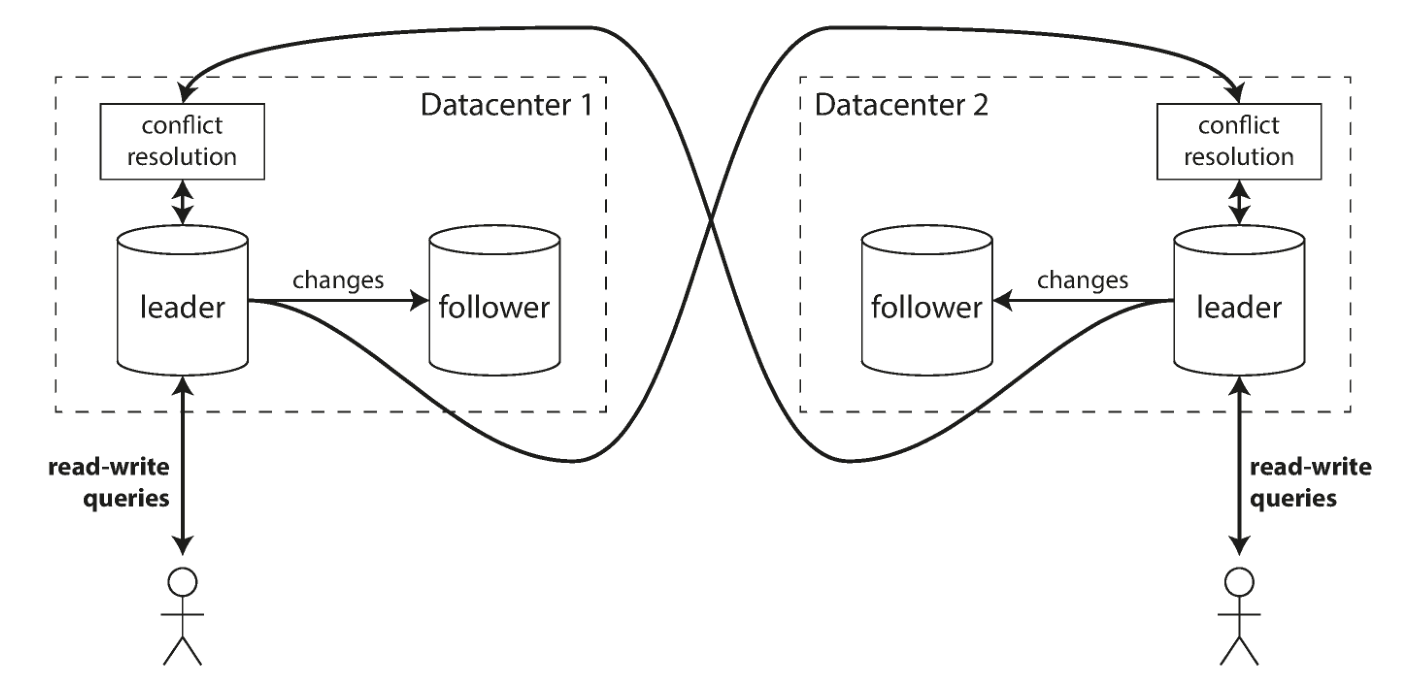 Datacenter 1
conflict
resolution
changes
leader
follower
read-write
queries
Datacenter 2
conflict
resolution
changes
follower
leader
read-write
queries